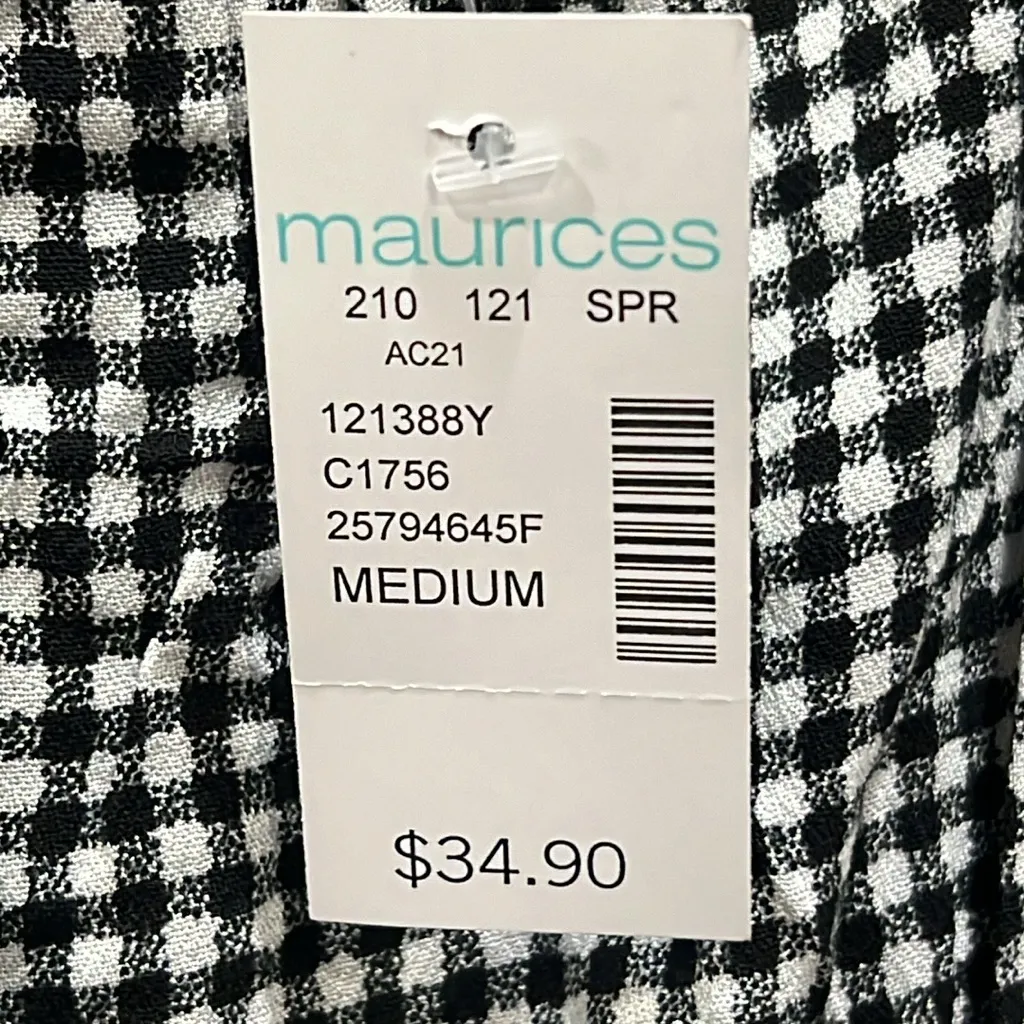 maurices
210 121 SPR
AC21
121388Y
C1756
25794645F
MEDIUM
$34.90